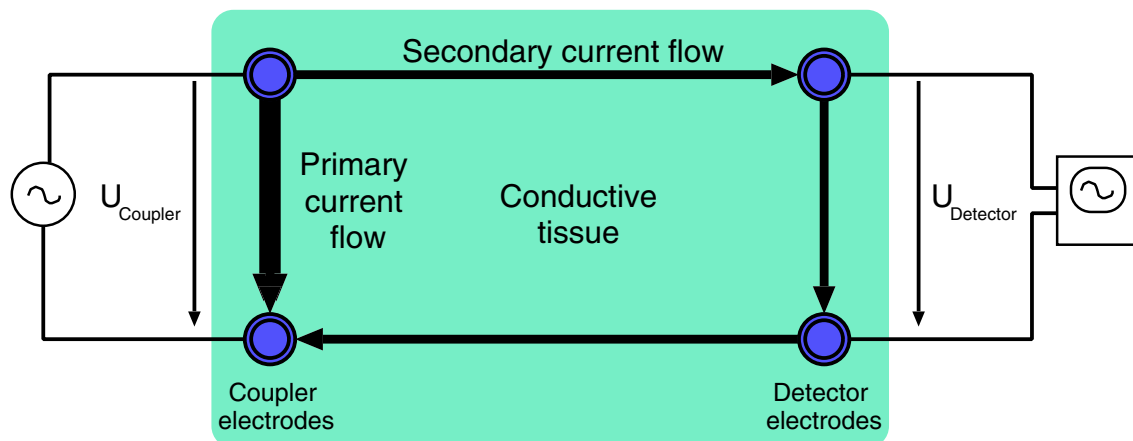 Secondary current flow
Primary
current
flow
U Coupler
Conductive
tissue
U Detector
Coupler
electrodes
Detector
electrodes